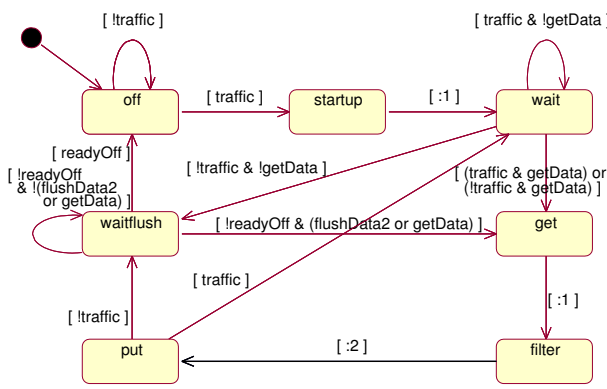 [ !traffic ]
[ traffic & !getData ]
off
[ traffic ]
startup
[ :1 ]
wait
[ readyOff ]
[ !readyOff
& !(flushData2
or getData) ]
[ !traffic & !getData ]
[ (traffic & getData) or
(!traffic & getData) ]
waitflush
[ !readyOff & (flushData2 or getData) ]
get
[ traffic ]
[ :1 ]
[ !traffic ]
put
[ :2 ]
filter